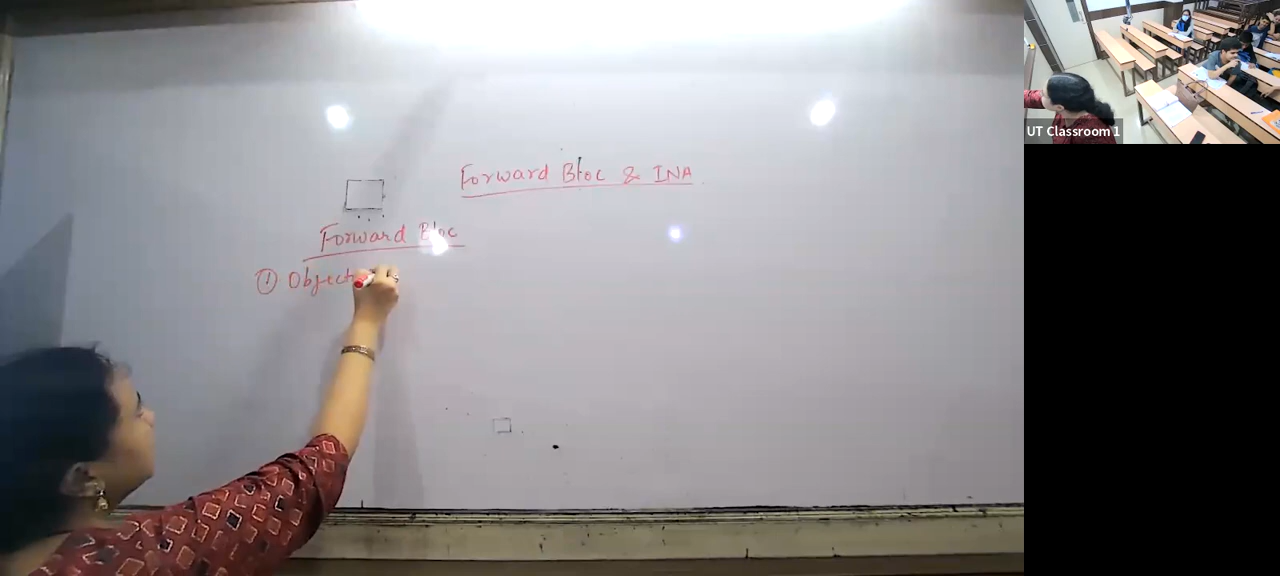 Forward Bloc & INA.
Forward Bloc
① Object
UT Classroom 1